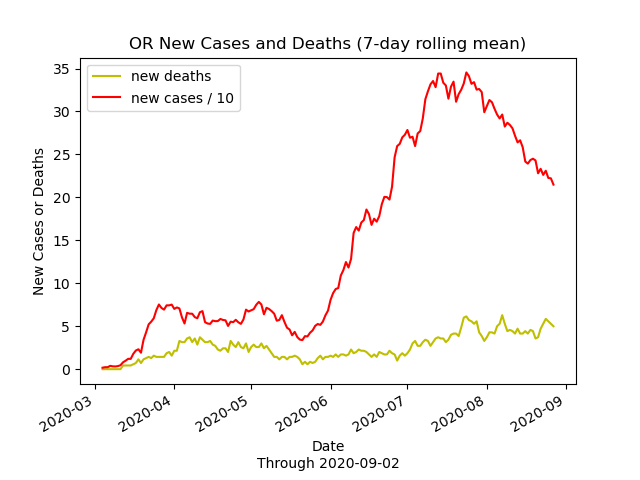 OR New Cases and Deaths (7-day rolling mean)
new deaths
new cases / 10
35
30
25
20
15
10
5
0
New Cases or Deaths
2020-03
2020-04
2020-05
2020-06
2020-07
2020-08
2020-09
Date
Through 2020-09-02